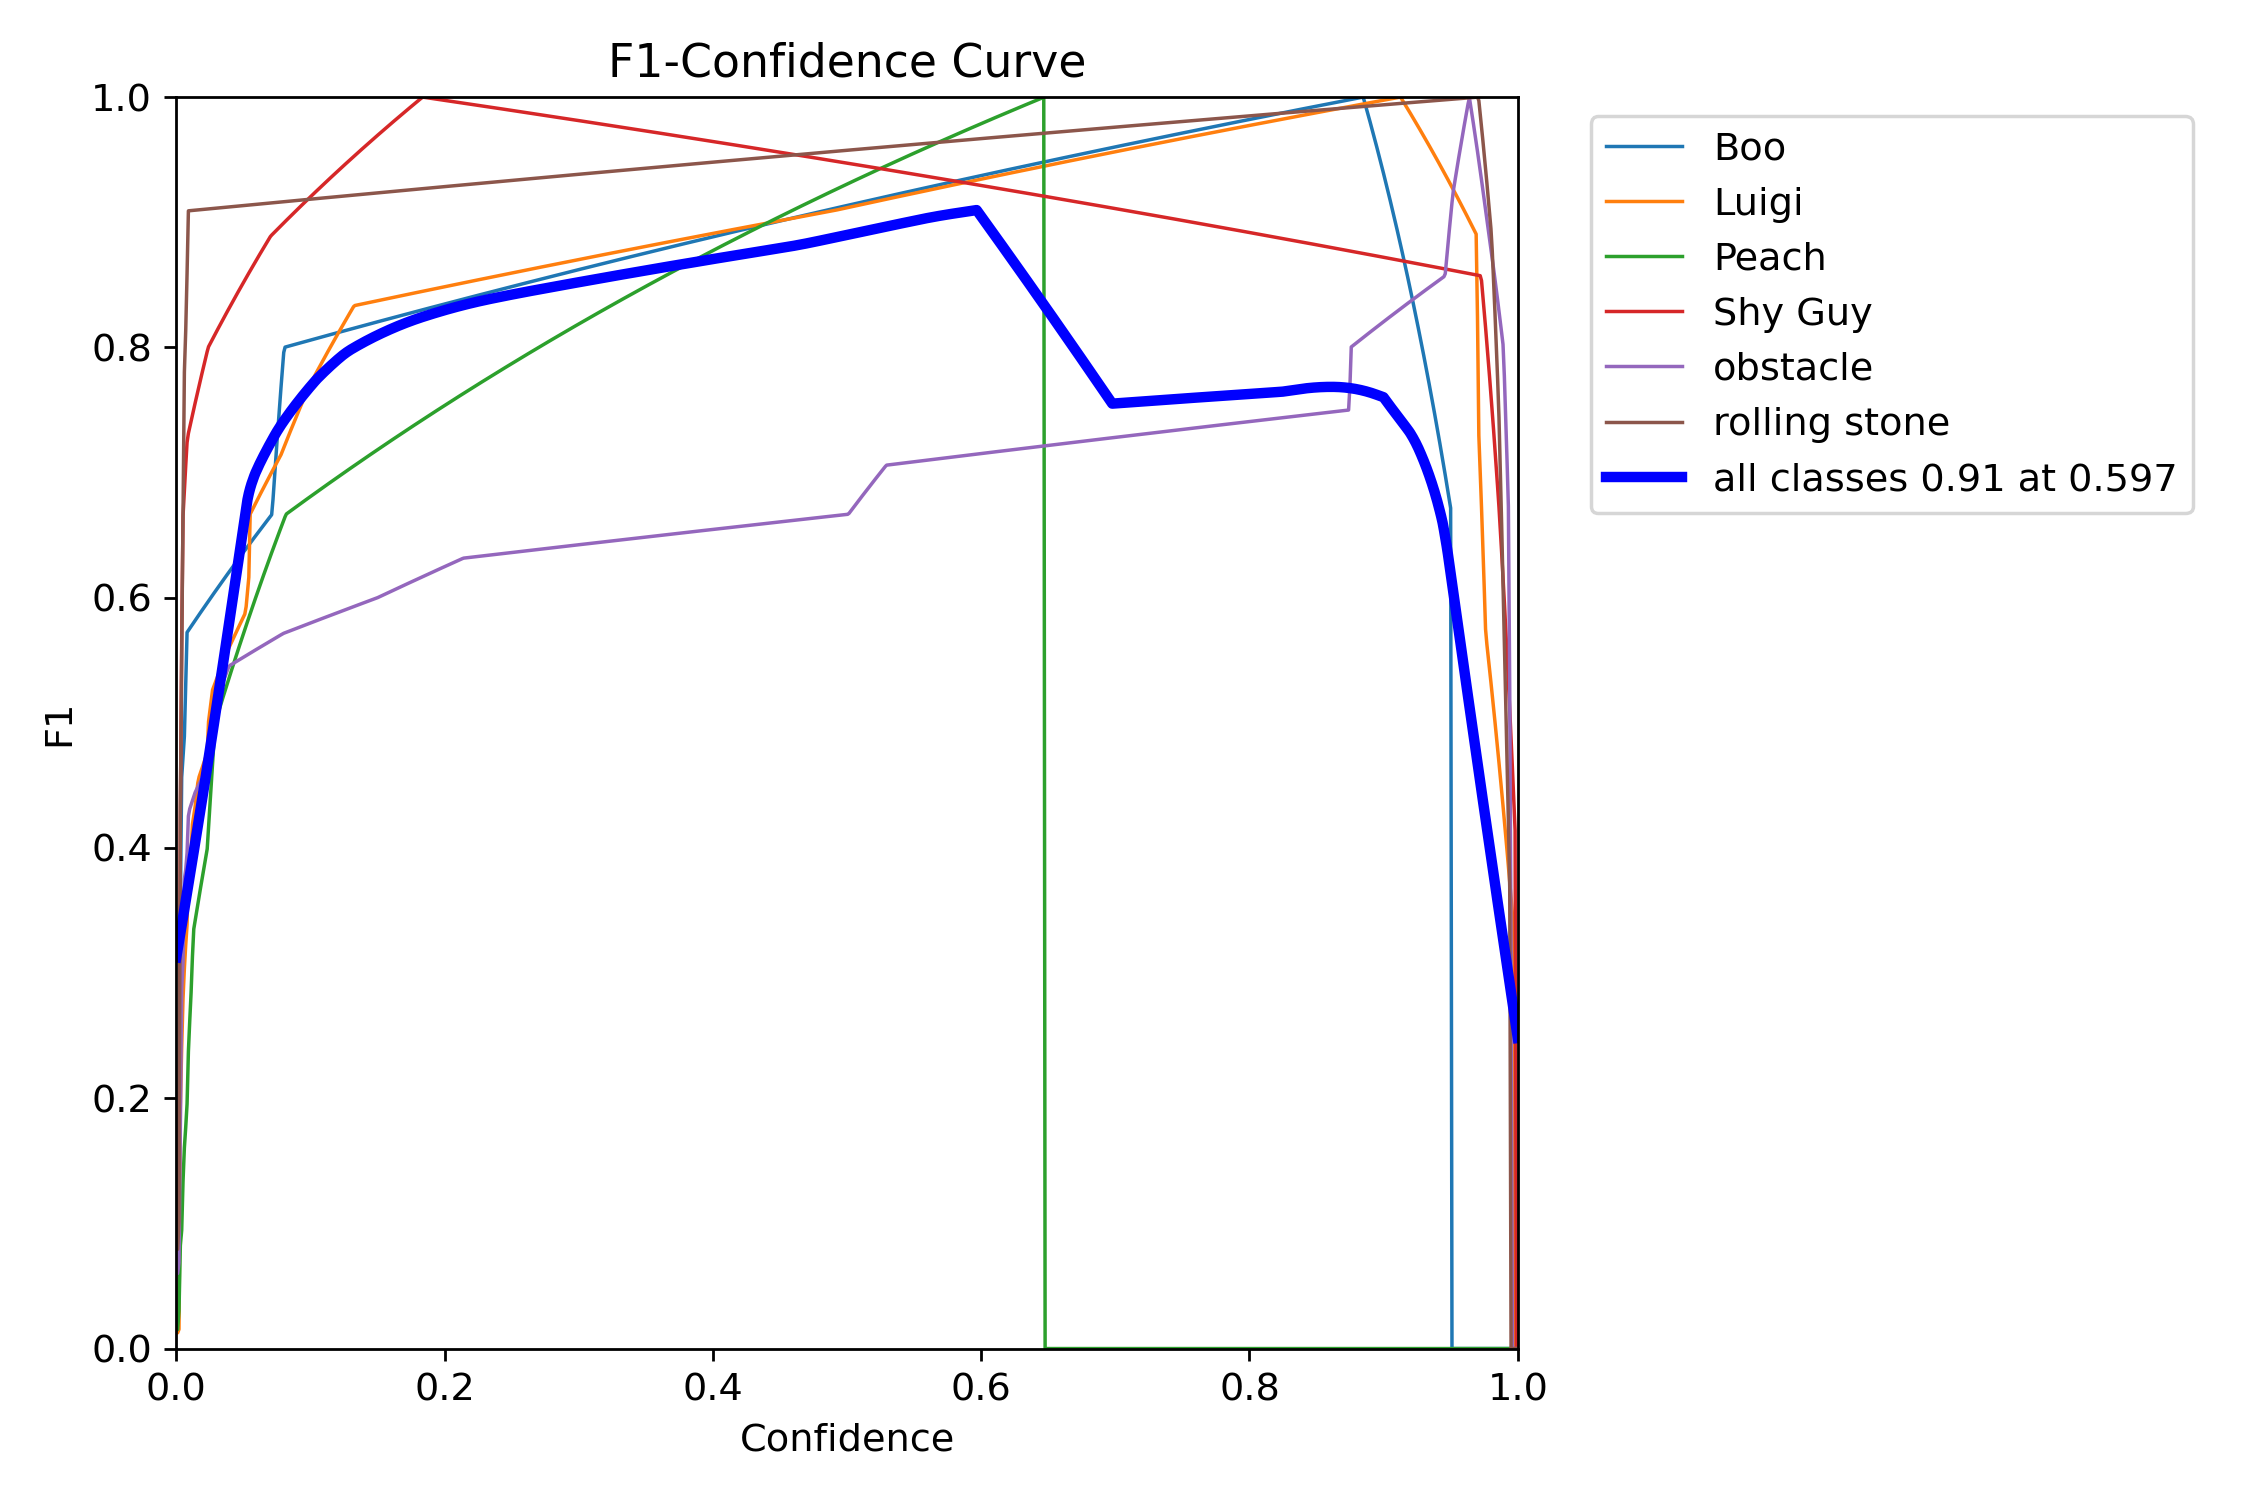 F1-Confidence Curve
1.0
0.8
0.6
0.4
0.2
0.0
F1
0.0 0.2 0.4 0.6 0.8 1.0
Confidence
Boo
Luigi
Peach
Shy Guy
obstacle
rolling stone
all classes 0.91 at 0.597